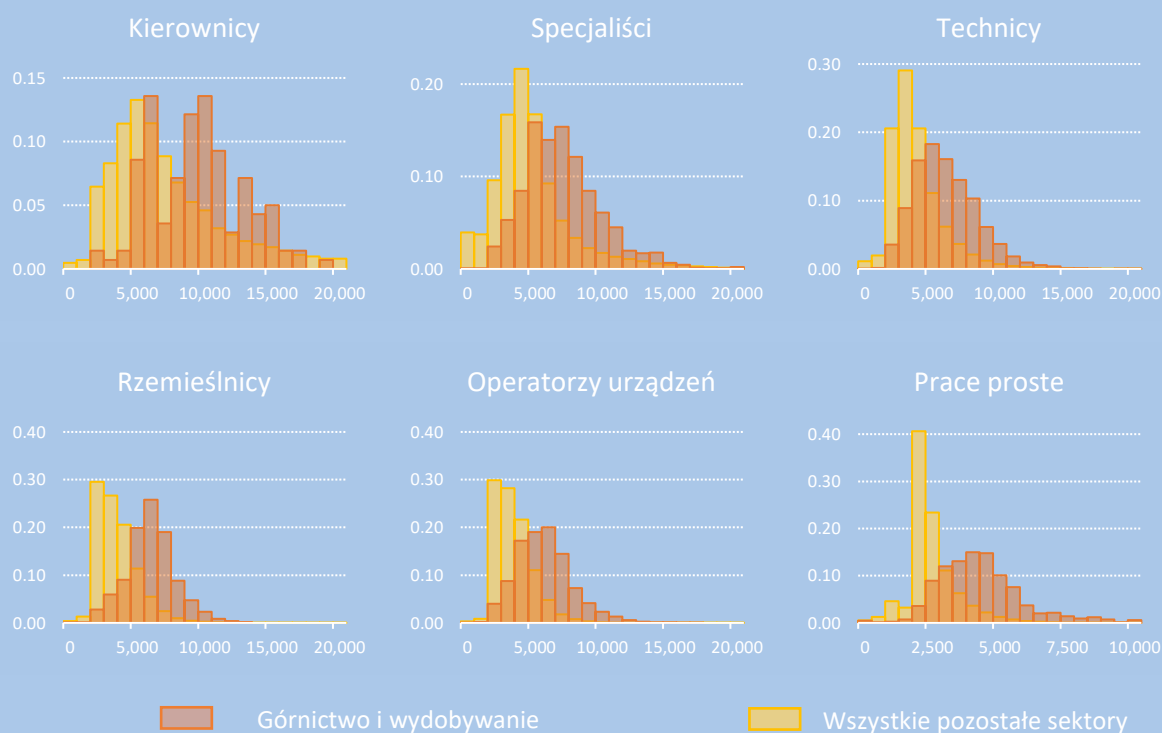 Kierownicy
0.15
0.10
0.05
0.00
0 5,000 10,000 15,000 20,000
Specjaliści
0.20
0.10
0.00
0 5,000 10,000 15,000 20,000
Technicy
0.30
0.20
0.10
0.00
0 5,000 10,000 15,000 20,000
Rzemieślnicy
0.40
0.30
0.20
0.10
0.00
0 5,000 10,000 15,000 20,000
Operatorzy urządzeń
0.40
0.30
0.20
0.10
0.00
0 5,000 10,000 15,000 20,000
Prace proste
0.40
0.30
0.20
0.10
0.00
0 2,500 5,000 7,500 10,000
Górnictwo i wydobywanie
Wszystkie pozostałe sektory